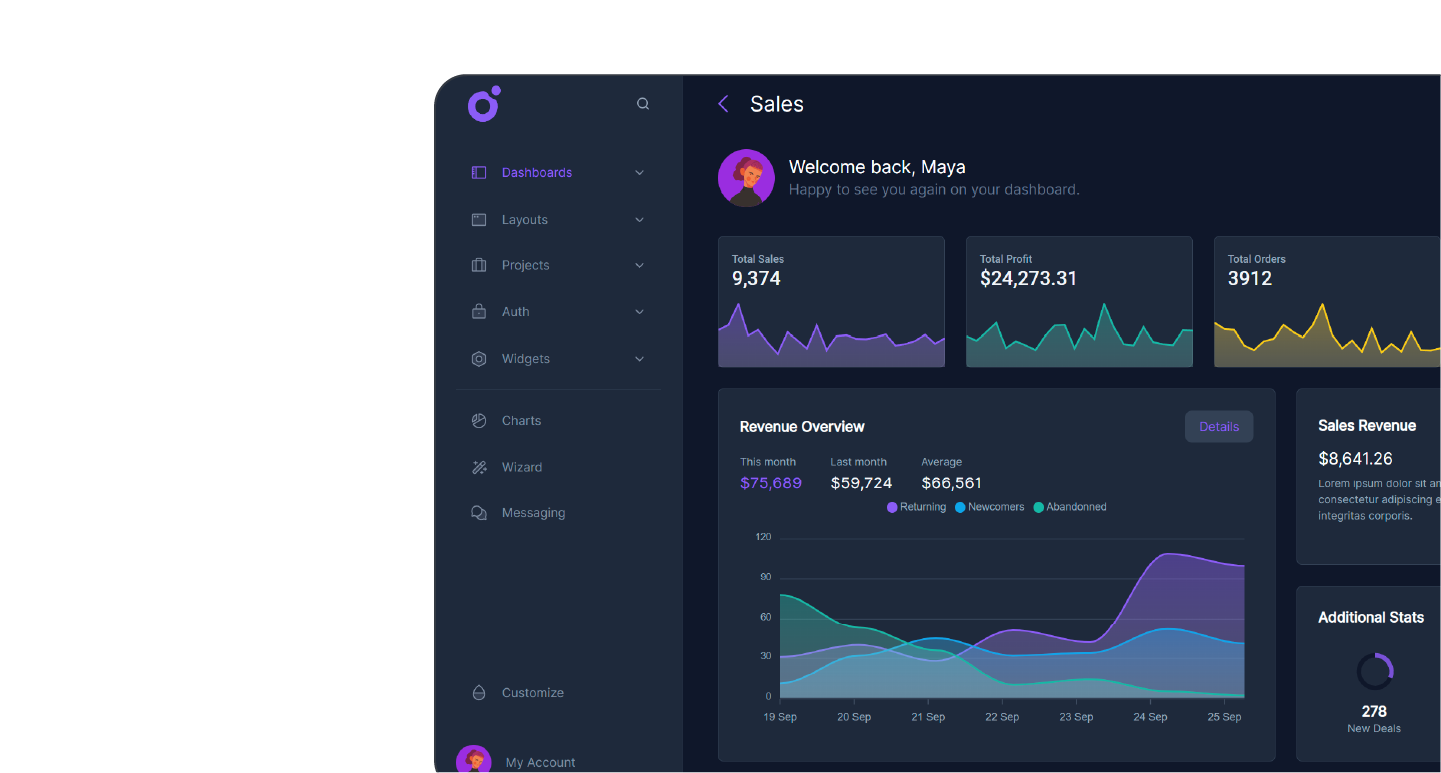 Sales
Dashboards
Layouts
Projects
Auth
Widgets
Charts
Wizard
Messaging
Customize
My Account
Welcome back, Maya
Happy to see you again on your dashboard.
Total Sales
9,374
Total Profit
$24,273.31
Total Orders
3912
Revenue Overview
Details
This month Last month Average
$75,689 $59,724 $66,561
Returning Newcomers Abandonned
120
90
60
30
0
19 Sep 20 Sep 21 Sep 22 Sep 23 Sep 24 Sep 25 Sep
Sales Revenue
$8,641.26
Lorem ipsum dolor sit
consectetur adipiscing
integritas corporis.
Additional Stats
278
New Deals